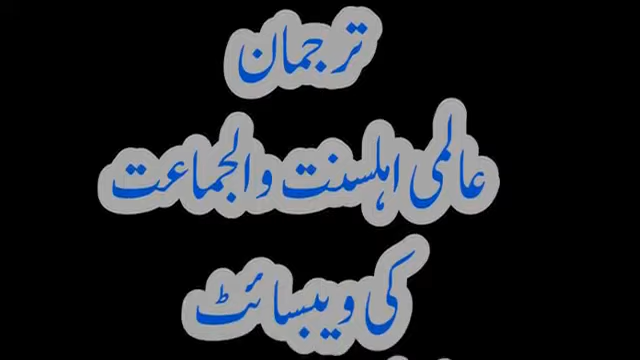 ترجمان
عالمی اہلسنت والجماعت
کی ویبسائٹ